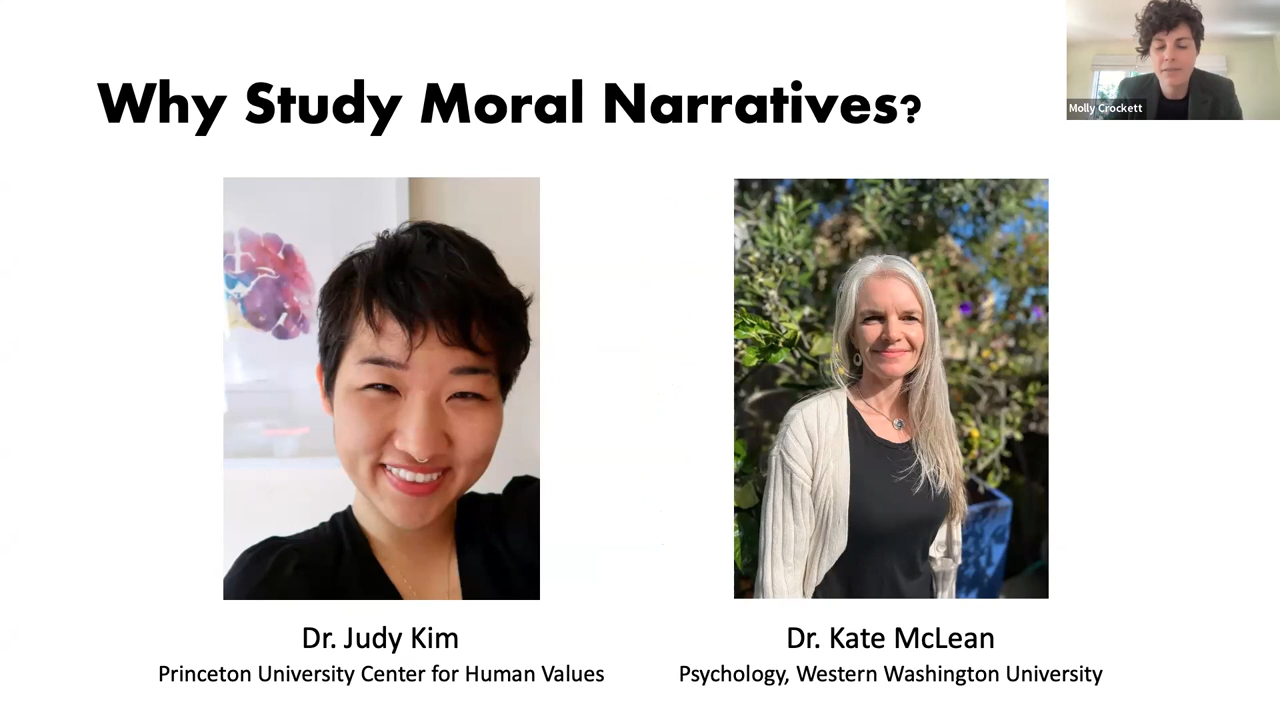 Why Study Moral Narratives?
Molly Crockett
Dr. Judy Kim
Princeton University Center for Human Values
Dr. Kate McLean
Psychology, Western Washington University